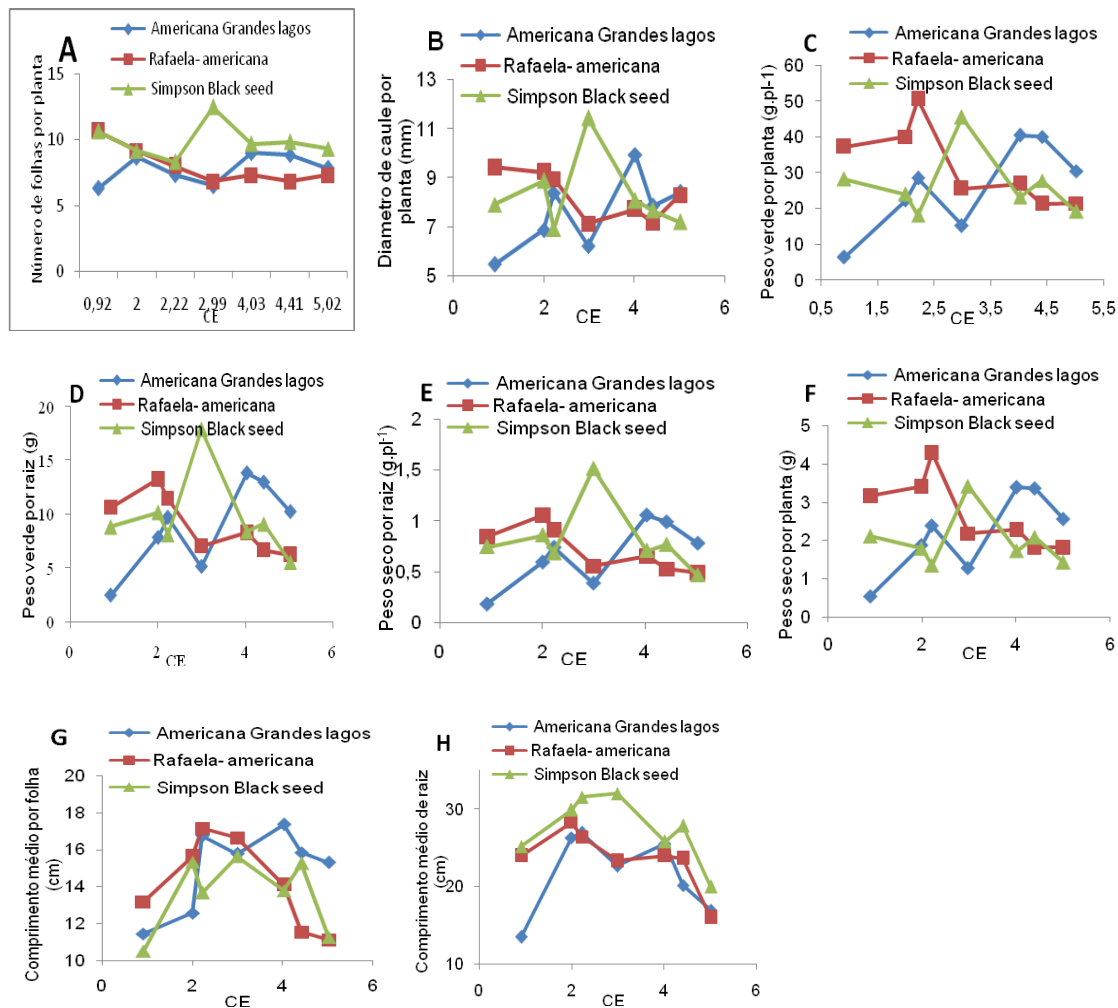 A
Americana Grandes lagos
Rafaela-americana
Simpson Black seed
Número de folhas por planta
15
10
5
0
0,92 2 2,22 2,99 4,03 4,41 5,02
CE
B
Americana Grandes lagos
Rafaela- americana
Simpson Black seed
Diametro de caule por
planta (mm)
13
11
9
7
5
0 2 4 6
CE
C
Americana Grandes lagos
Rafaela- americana
Simpson Black seed
Peso verde por planta (g.pl-1)
60
50
40
30
20
10
0
0,5 1,5 2,5 3,5 4,5 5,5
CE
D
Americana Grandes lagos
Rafaela- americana
Simpson Black seed
Peso verde por raiz (g)
20
15
10
5
0
0 2 4 6
CE
E
Americana Grandes lagos
Rafaela- americana
Simpson Black seed
Peso seco por raiz (g.pl-1)
2
1,5
1
0,5
0
0 2 4 6
CE
F
Americana Grandes lagos
Rafaela- americana
Simpson Black seed
Peso seco por planta (g)
5
4
3
2
1
0
0 2 4 6
CE
G
Americana Grandes lagos
Rafaela- americana
Simpson Black seed
Comprimento médio por folha
(cm)
20
18
16
14
12
10
0 2 4 6
CE
H
Americana Grandes lagos
Rafaela- americana
Simpson Black seed
Comprimento médio de raiz
(cm)
30
20
10
0 2 4 6
CE